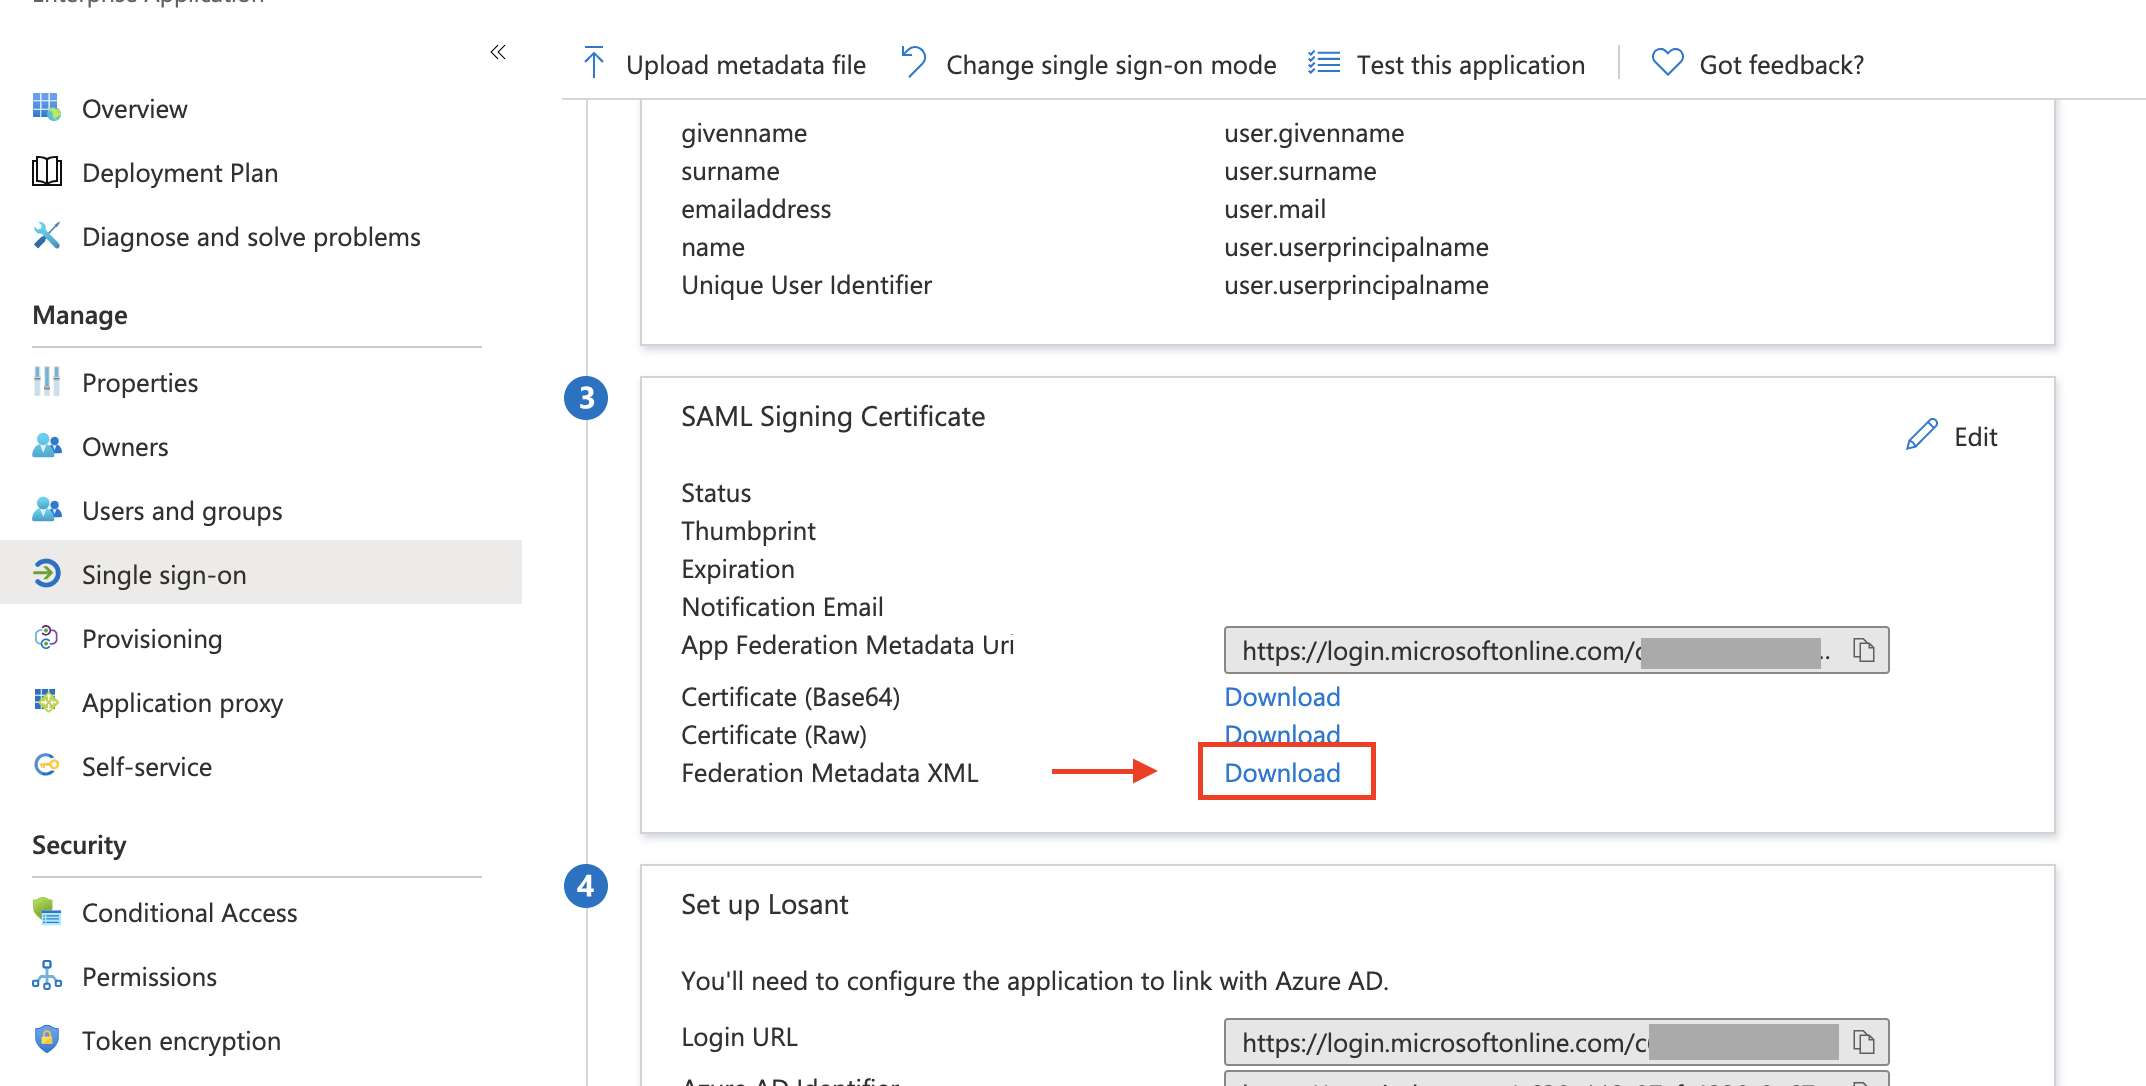 Enterprise Application
«
Overview
Deployment Plan
Diagnose and solve problems
Manage
Properties
Owners
Users and groups
Single sign-on
Provisioning
Application proxy
Self-service
Security
Conditional Access
Permissions
Token encryption
Upload metadata file
Change single sign-on mode
Test this application
Got feedback?
givenname user.givenname
surname user.surname
emailaddress user.mail
name user.userprincipalname
Unique User Identifier user.userprincipalname
3
SAML Signing Certificate
Edit
Status
Thumbprint
Expiration
Notification Email
App Federation Metadata Uri https://login.microsoftonline.com/
Certificate (Base64) Download
Certificate (Raw) Download
Federation Metadata XML Download
4
Set up Losant
You'll need to configure the application to link with Azure AD.
Login URL https://login.microsoftonline.com/c
Azure AD Identifier